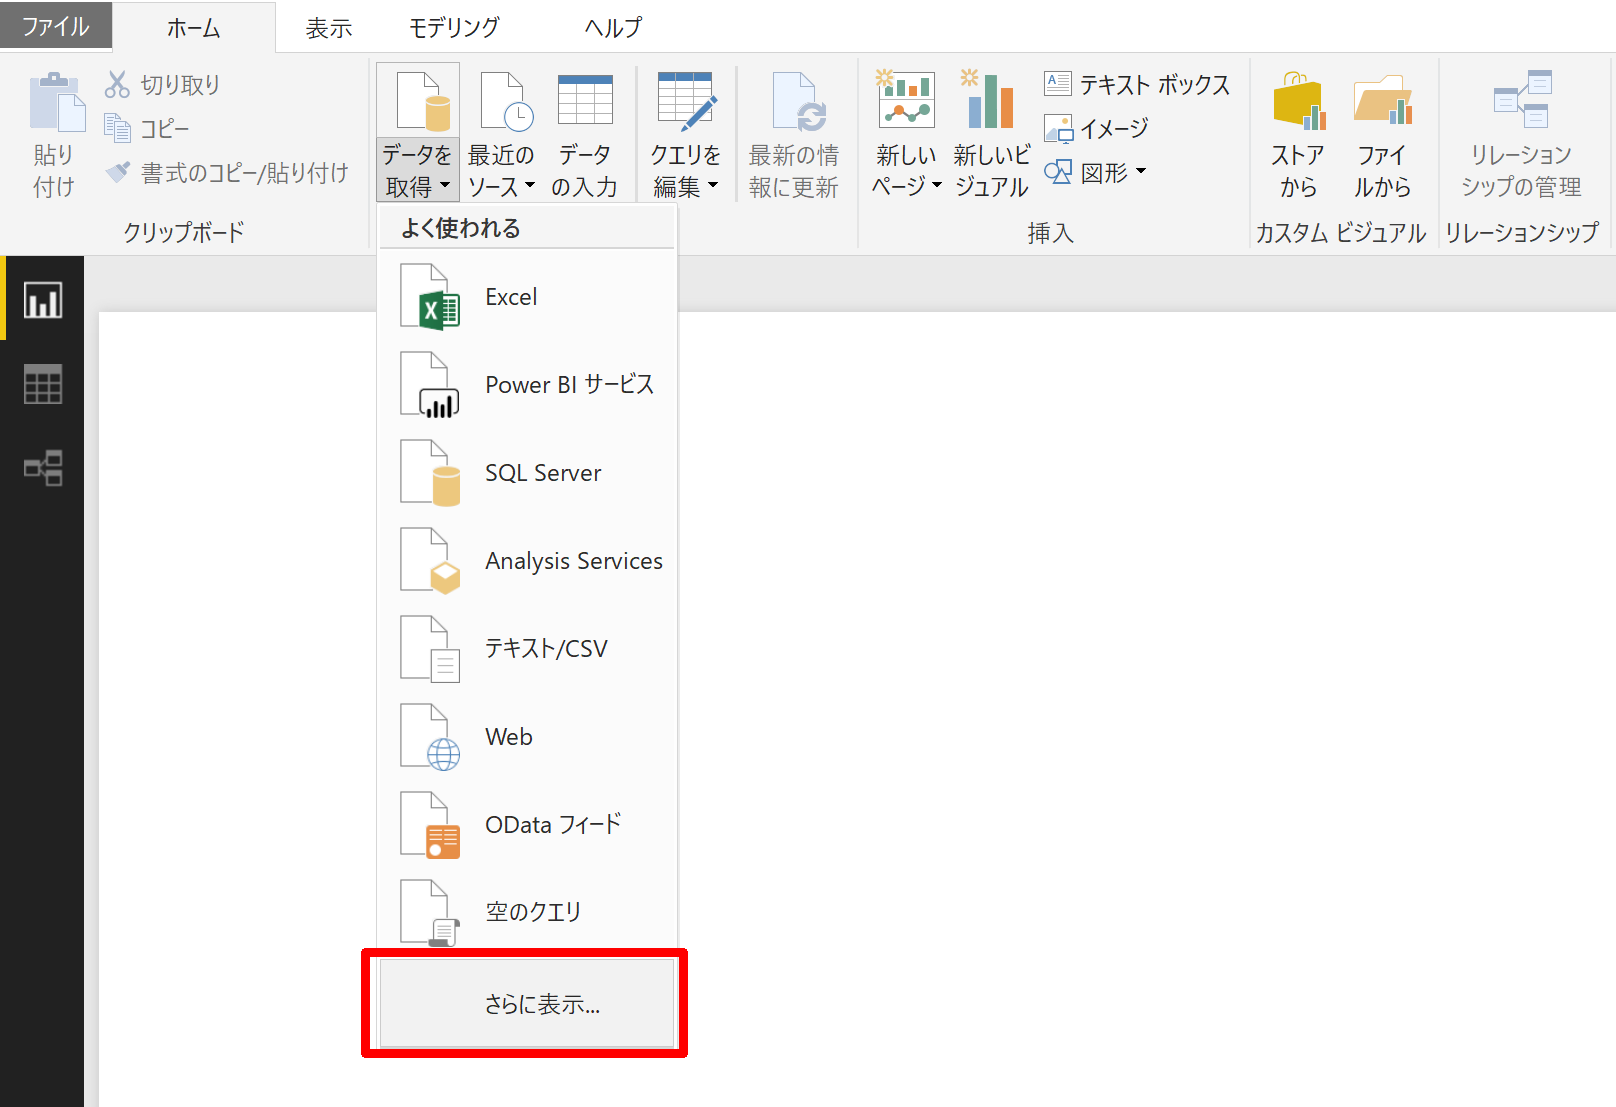 ファイル
ホーム
表示
モデリング
ヘルプ
貼り
付け
切り取り
コピー
書式のコピー/貼り付け
クリップボード
データを
取得
最近の
ソース
データ
の入力
クエリを
編集
最新の情
報に更新
新しい
ページ
新しいビ
ジュアル
テキスト ボックス
イメージ
図形
挿入
ストア
から
ファイ
ルから
カスタム ビジュアル
リレーション
シップの管理
リレーションシップ
よく使われる
Excel
Power BI サービス
SQL Server
Analysis Services
テキスト/CSV
Web
OData フィード
空のクエリ
さらに表示...